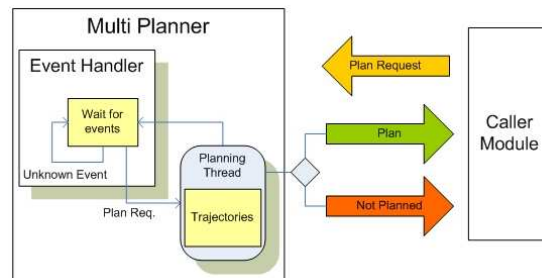 Multi Planner
Event Handler
Wait for
events
Unknown Event
Plan Req.
Planning
Thread
Trajectories
Plan Request
Plan
Not Planned
Caller
Module